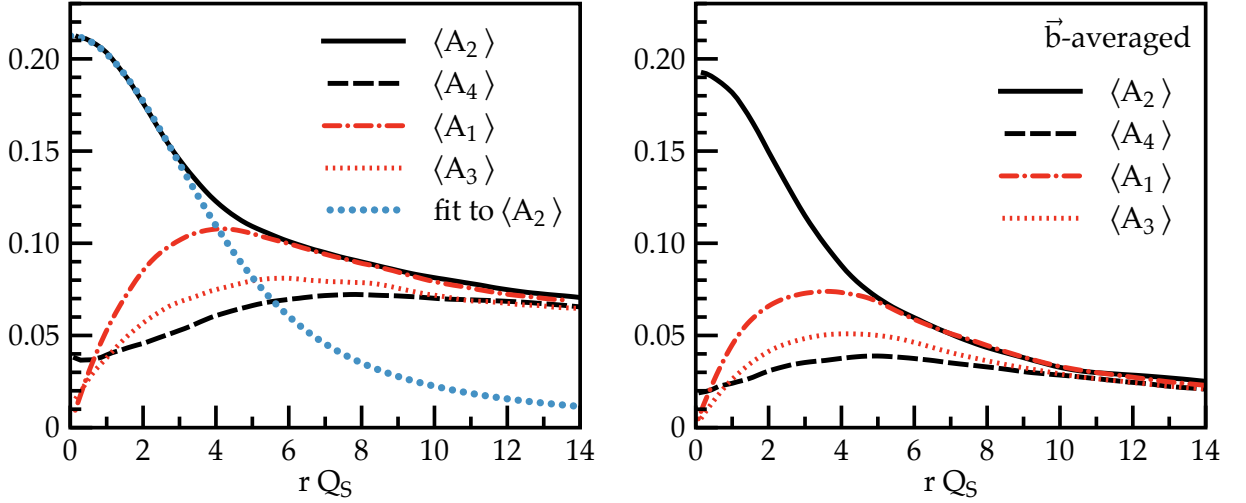 0.20
0.15
0.10
0.05
0
⟨A₂⟩
⟨A₄⟩
⟨A₁⟩
⟨A₃⟩
fit to ⟨A₂⟩
0 2 4 6 8 10 12 14
r Q_S
b⃗-averaged
0.20
0.15
0.10
0.05
0
⟨A₂⟩
⟨A₄⟩
⟨A₁⟩
⟨A₃⟩
0 2 4 6 8 10 12 14
r Q_S